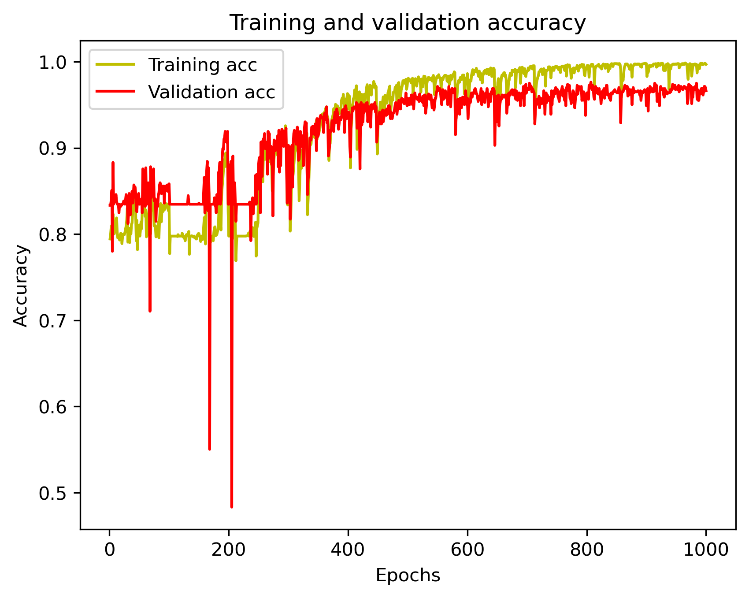 Training and validation accuracy
Training acc
Validation acc
1.0
0.9
0.8
0.7
0.6
0.5
Accuracy
0 200 400 600 800 1000
Epochs